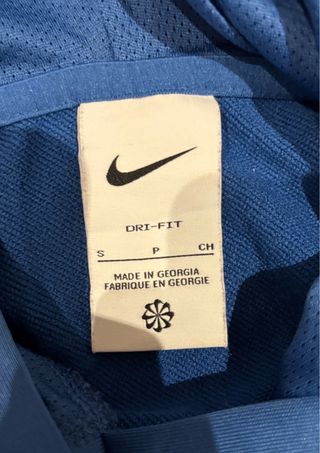 DRI-FIT
S P CH
MADE IN GEORGIA
FABRIQUE EN GEORGIE